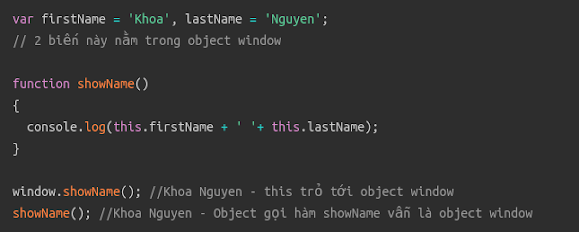 var firstName = 'Khoa', lastName = 'Nguyen';
// 2 biến này nằm trong object window
function showName()
{
console.log(this.firstName + ' '+ this.lastName);
}
window.showName(); //Khoa Nguyen - this trỏ tới object window
showName(); //Khoa Nguyen - Object gọi hàm showName vẫn là object window